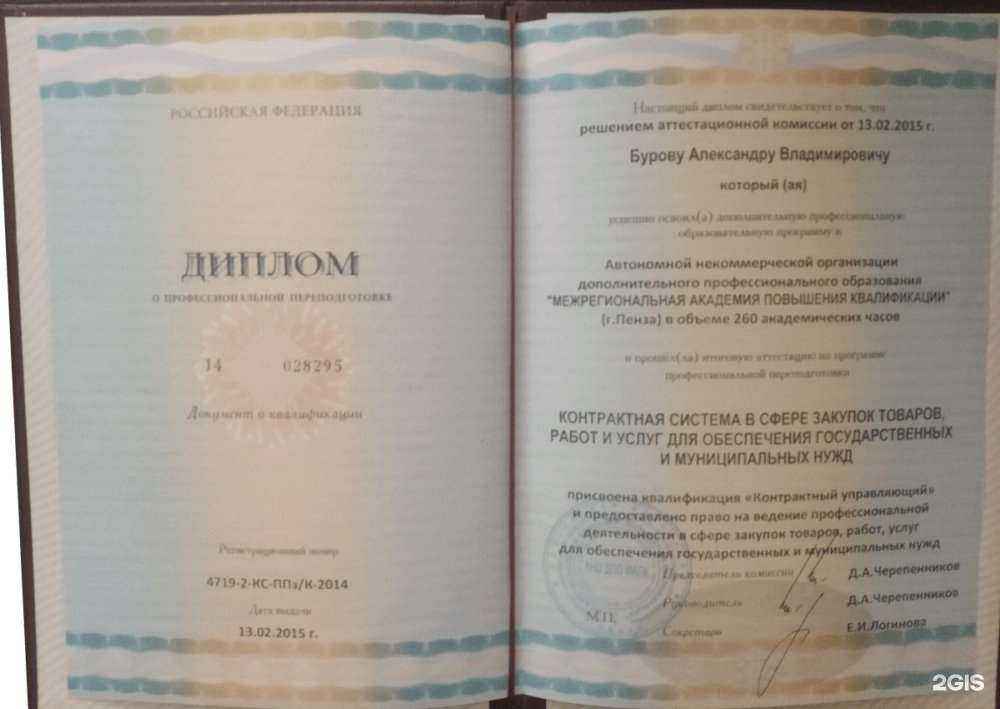 РОССИЙСКАЯ ФЕДЕРАЦИЯ
ДИПЛОМ
О ПРОФЕССИОНАЛЬНОЙ ПЕРЕПОДГОТОВКЕ
14 028295
Документ о квалификации
Регистрационный номер
4719-2-КС-ППз/К-2014
Дата выдачи
13.02.2015 г.
Настоящий диплом свидетельствует о том, что
решением аттестационной комиссии от 13.02.2015 г.
Бурову Александру Владимировичу
который (ая)
успешно освоил(а) дополнительную профессиональную
образовательную программу в
Автономной некоммерческой организации
дополнительного профессионального образования
"МЕЖРЕГИОНАЛЬНАЯ АКАДЕМИЯ ПОВЫШЕНИЯ КВАЛИФИКАЦИИ"
(г.Пенза) в объеме 260 академических часов
и прошел(ла) итоговую аттестацию по программе
профессиональной переподготовки
КОНТРАКТНАЯ СИСТЕМА В СФЕРЕ ЗАКУПОК ТОВАРОВ,
РАБОТ И УСЛУГ ДЛЯ ОБЕСПЕЧЕНИЯ ГОСУДАРСТВЕННЫХ
И МУНИЦИПАЛЬНЫХ НУЖД
присвоена квалификация «Контрактный управляющий»
и предоставлено право на ведение профессиональной
деятельности в сфере закупок товаров, работ, услуг
для обеспечения государственных и муниципальных нужд
Председатель комиссии Д.А.Черепенников
Руководитель Д.А.Черепенников
М.П.
Секретарь Е.И.Логинова
2GIS